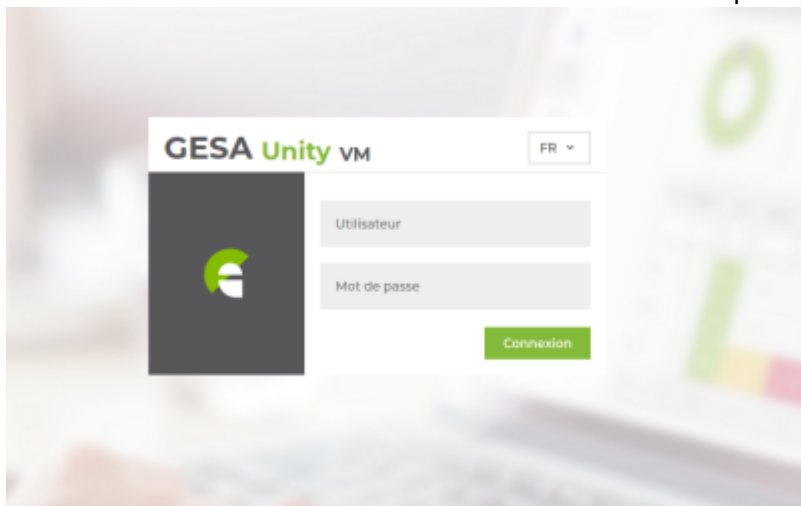 GESA Unity VM
FR
Utilisateur
Mot de passe
Connexion